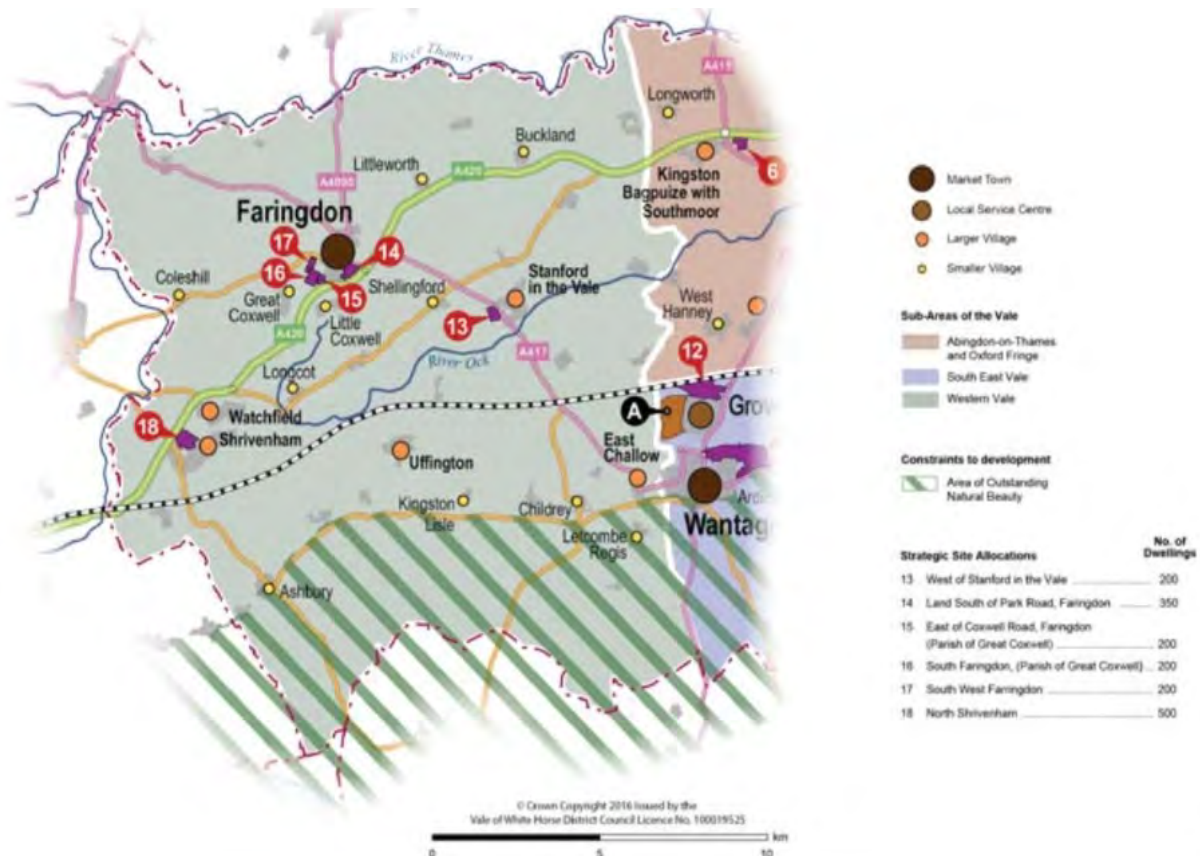 River Thames
A415
Longworth
Buckland
A420
Littleworth
Kingston
Bagpuize with
Southmoor
6
A4095
Faringdon
17
14
16
15
Coleshill
Great
Coxwell
Shellingford
Stanford
in the Vale
Little
Coxwell
13
West
Hanney
A420
River Ock
A417
12
Longcot
A
Grov
Watchfield
18
Shrivenham
East
Challow
Uffington
Kingston
Lisle
Childrey
Wantag
Letcombe
Regis
Ashbury
Market Town
Local Service Centre
Larger Village
Smaller Village
Sub-Areas of the Vale
Abingdon-on-Thames
and Oxford Fringe
South East Vale
Western Vale
Constraints to development
Area of Outstanding
Natural Beauty
Strategic Site Allocations No. of
Dwellings
13 West of Stanford in the Vale 200
14 Land South of Park Road, Faringdon 350
15 East of Coxwell Road, Faringdon
(Parish of Great Coxwell) 200
16 South Faringdon, (Parish of Great Coxwell) 200
17 South West Farringdon 200
18 North Shrivenham 500
© Crown Copyright 2016 Issued by the
Vale of White Horse District Council Licence No. 100019525
km
0 5 10